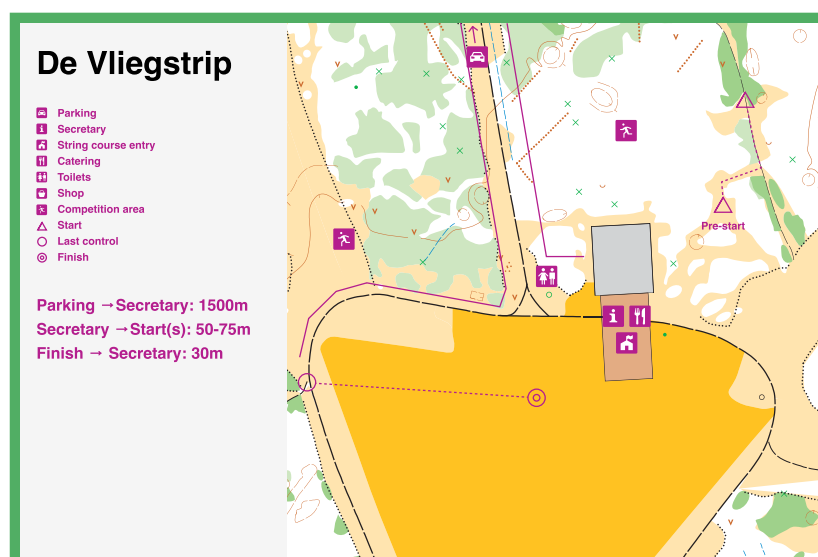 De Vliegstrip
Parking
Secretary
String course entry
Catering
Toilets
Shop
Competition area
Start
Last control
Finish
Parking →Secretary: 1500m
Secretary →Start(s): 50-75m
Finish → Secretary: 30m
Pre-start